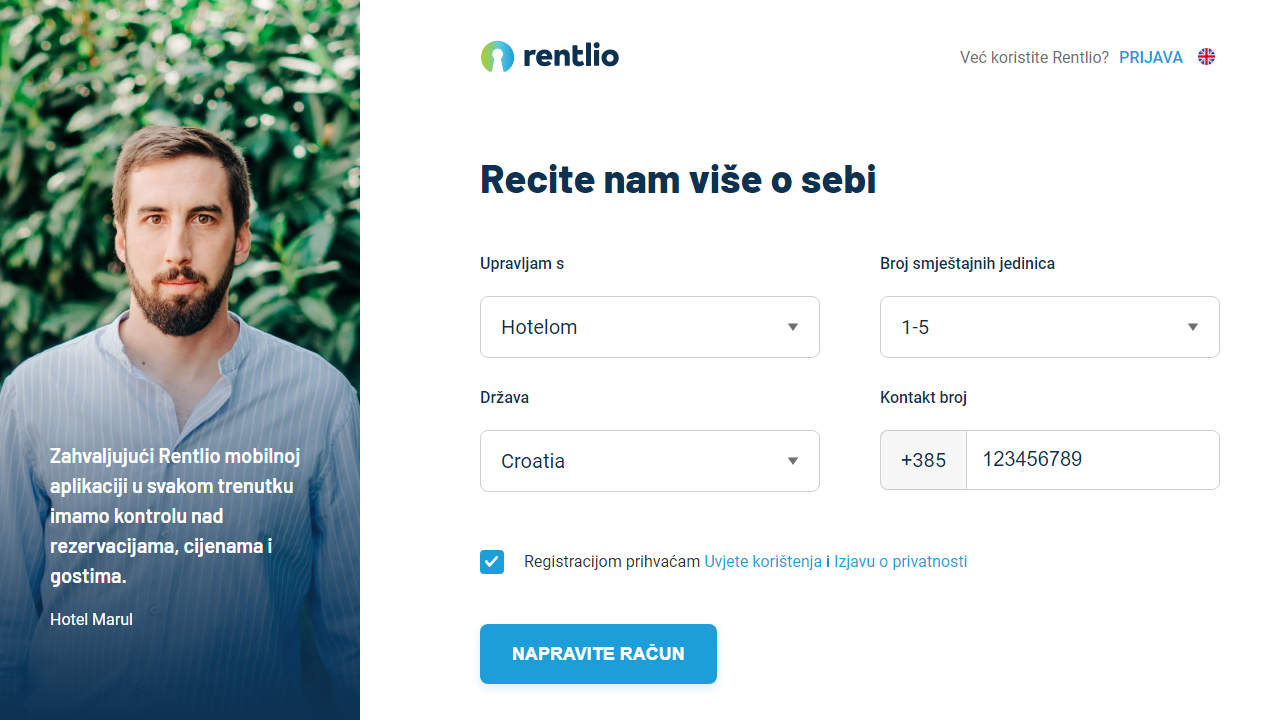 rentlio
Već koristite Rentlio? PRIJAVA
Recite nam više o sebi
Upravljam s
Broj smještajnih jedinica
Hotelom
1-5
Država
Kontakt broj
Croatia
+385
123456789
Registracijom prihvaćam Uvjete korištenja i Izjavu o privatnosti
NAPRAVITE RAČUN
Zahvaljujući Rentlio mobilnoj
aplikaciji u svakom trenutku
imamo kontrolu nad
rezervacijama, cijenama i
gostima.
Hotel Marul